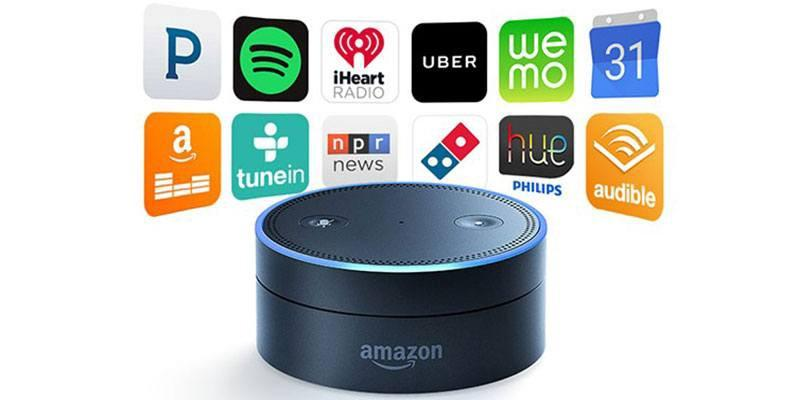 P
iHeart
RADIO
UBER
we
mo
31
a
tunein
npr
news
hue
PHILIPS
audible
amazon